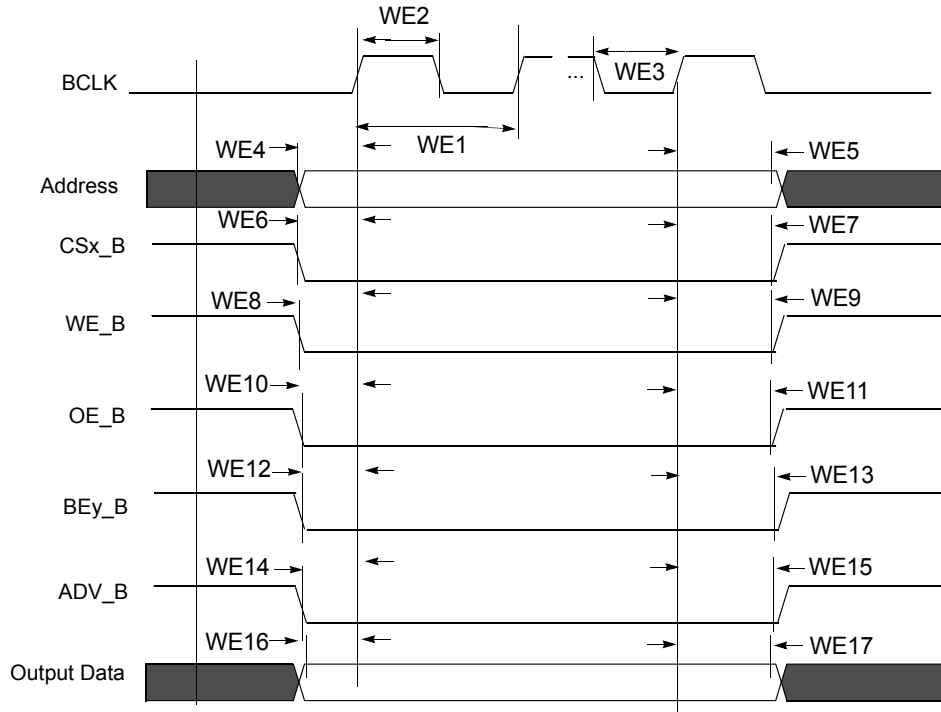 WE2
BCLK
...
WE3
WE1
WE4
WE5
Address
WE6
WE7
CSx_B
WE8
WE9
WE_B
WE10
WE11
OE_B
WE12
WE13
BEy_B
WE14
WE15
ADV_B
WE16
WE17
Output Data